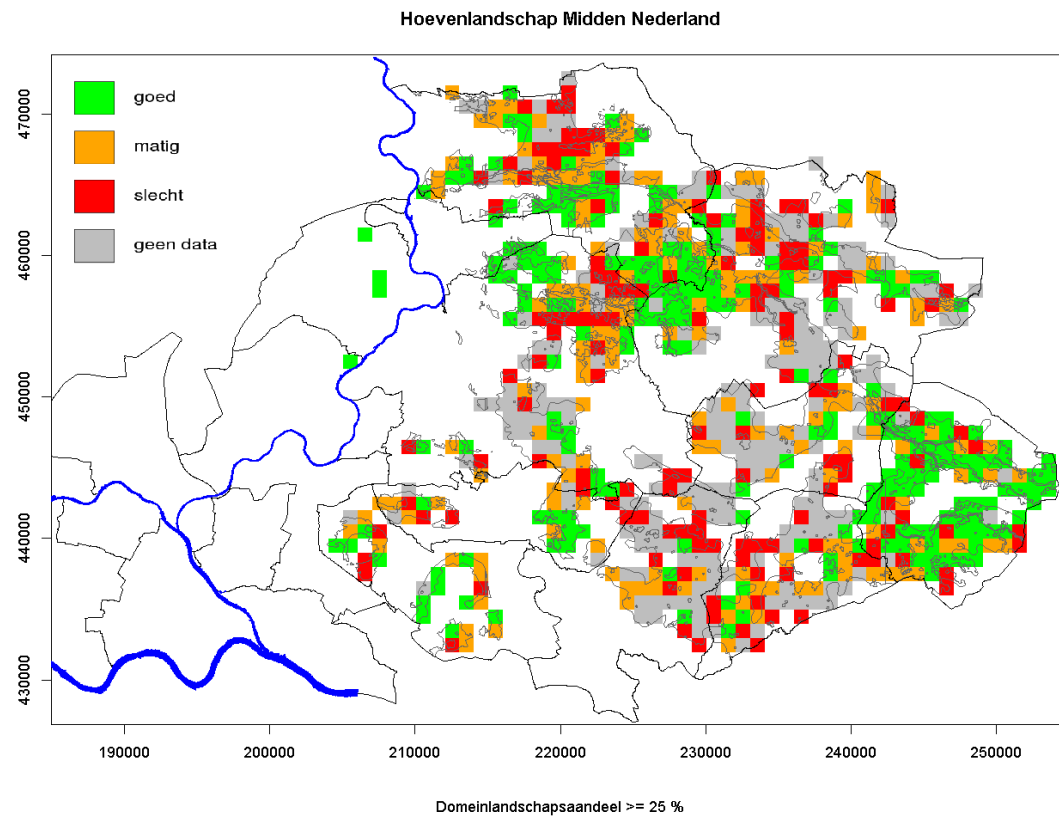 Hoevenlandschap Midden Nederland
goed
matig
slecht
geen data
470000
460000
450000
440000
430000
190000 200000 210000 220000 230000 240000 250000
Domeinlandschapsaandeel >= 25 %